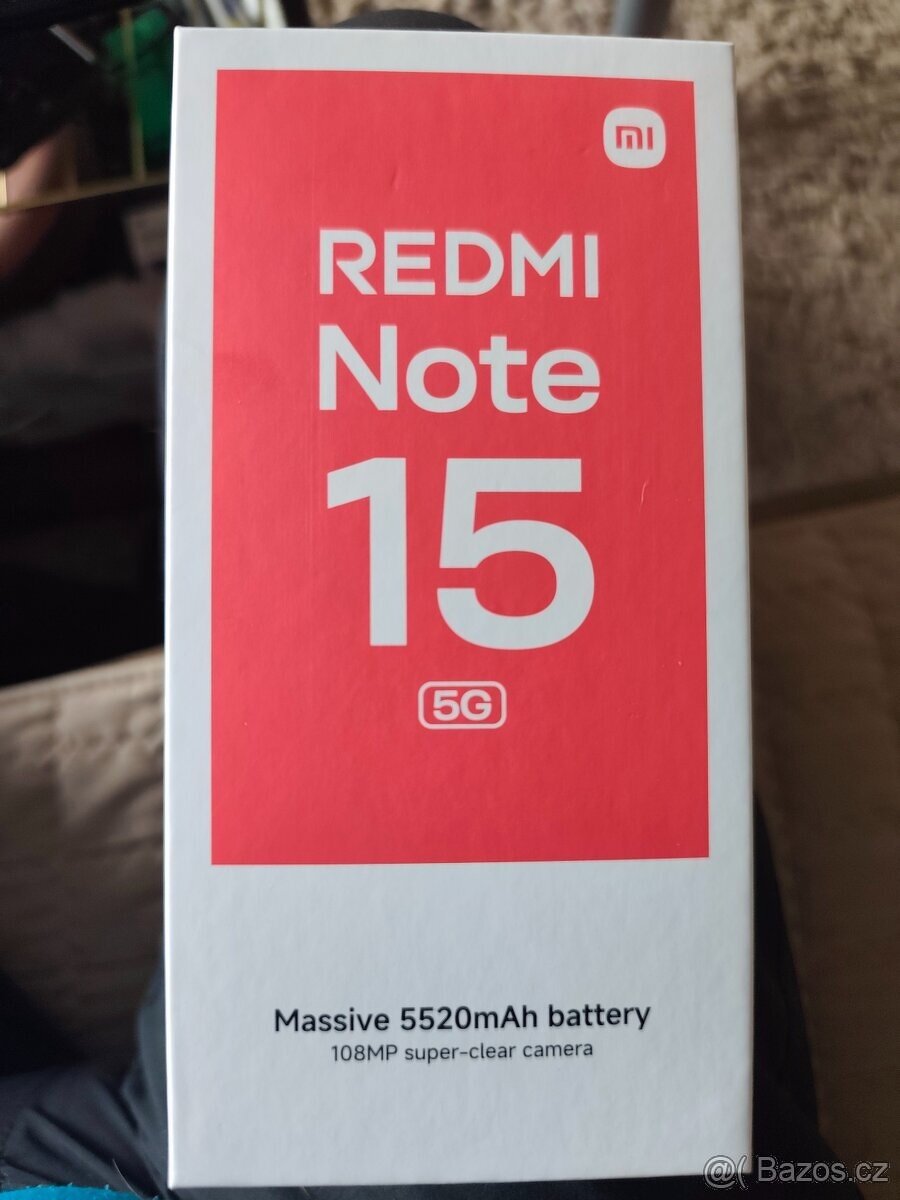 mi
REDMI
Note
15
5G
Massive 5520mAh battery
108MP super-clear camera
@( Bazos.cz